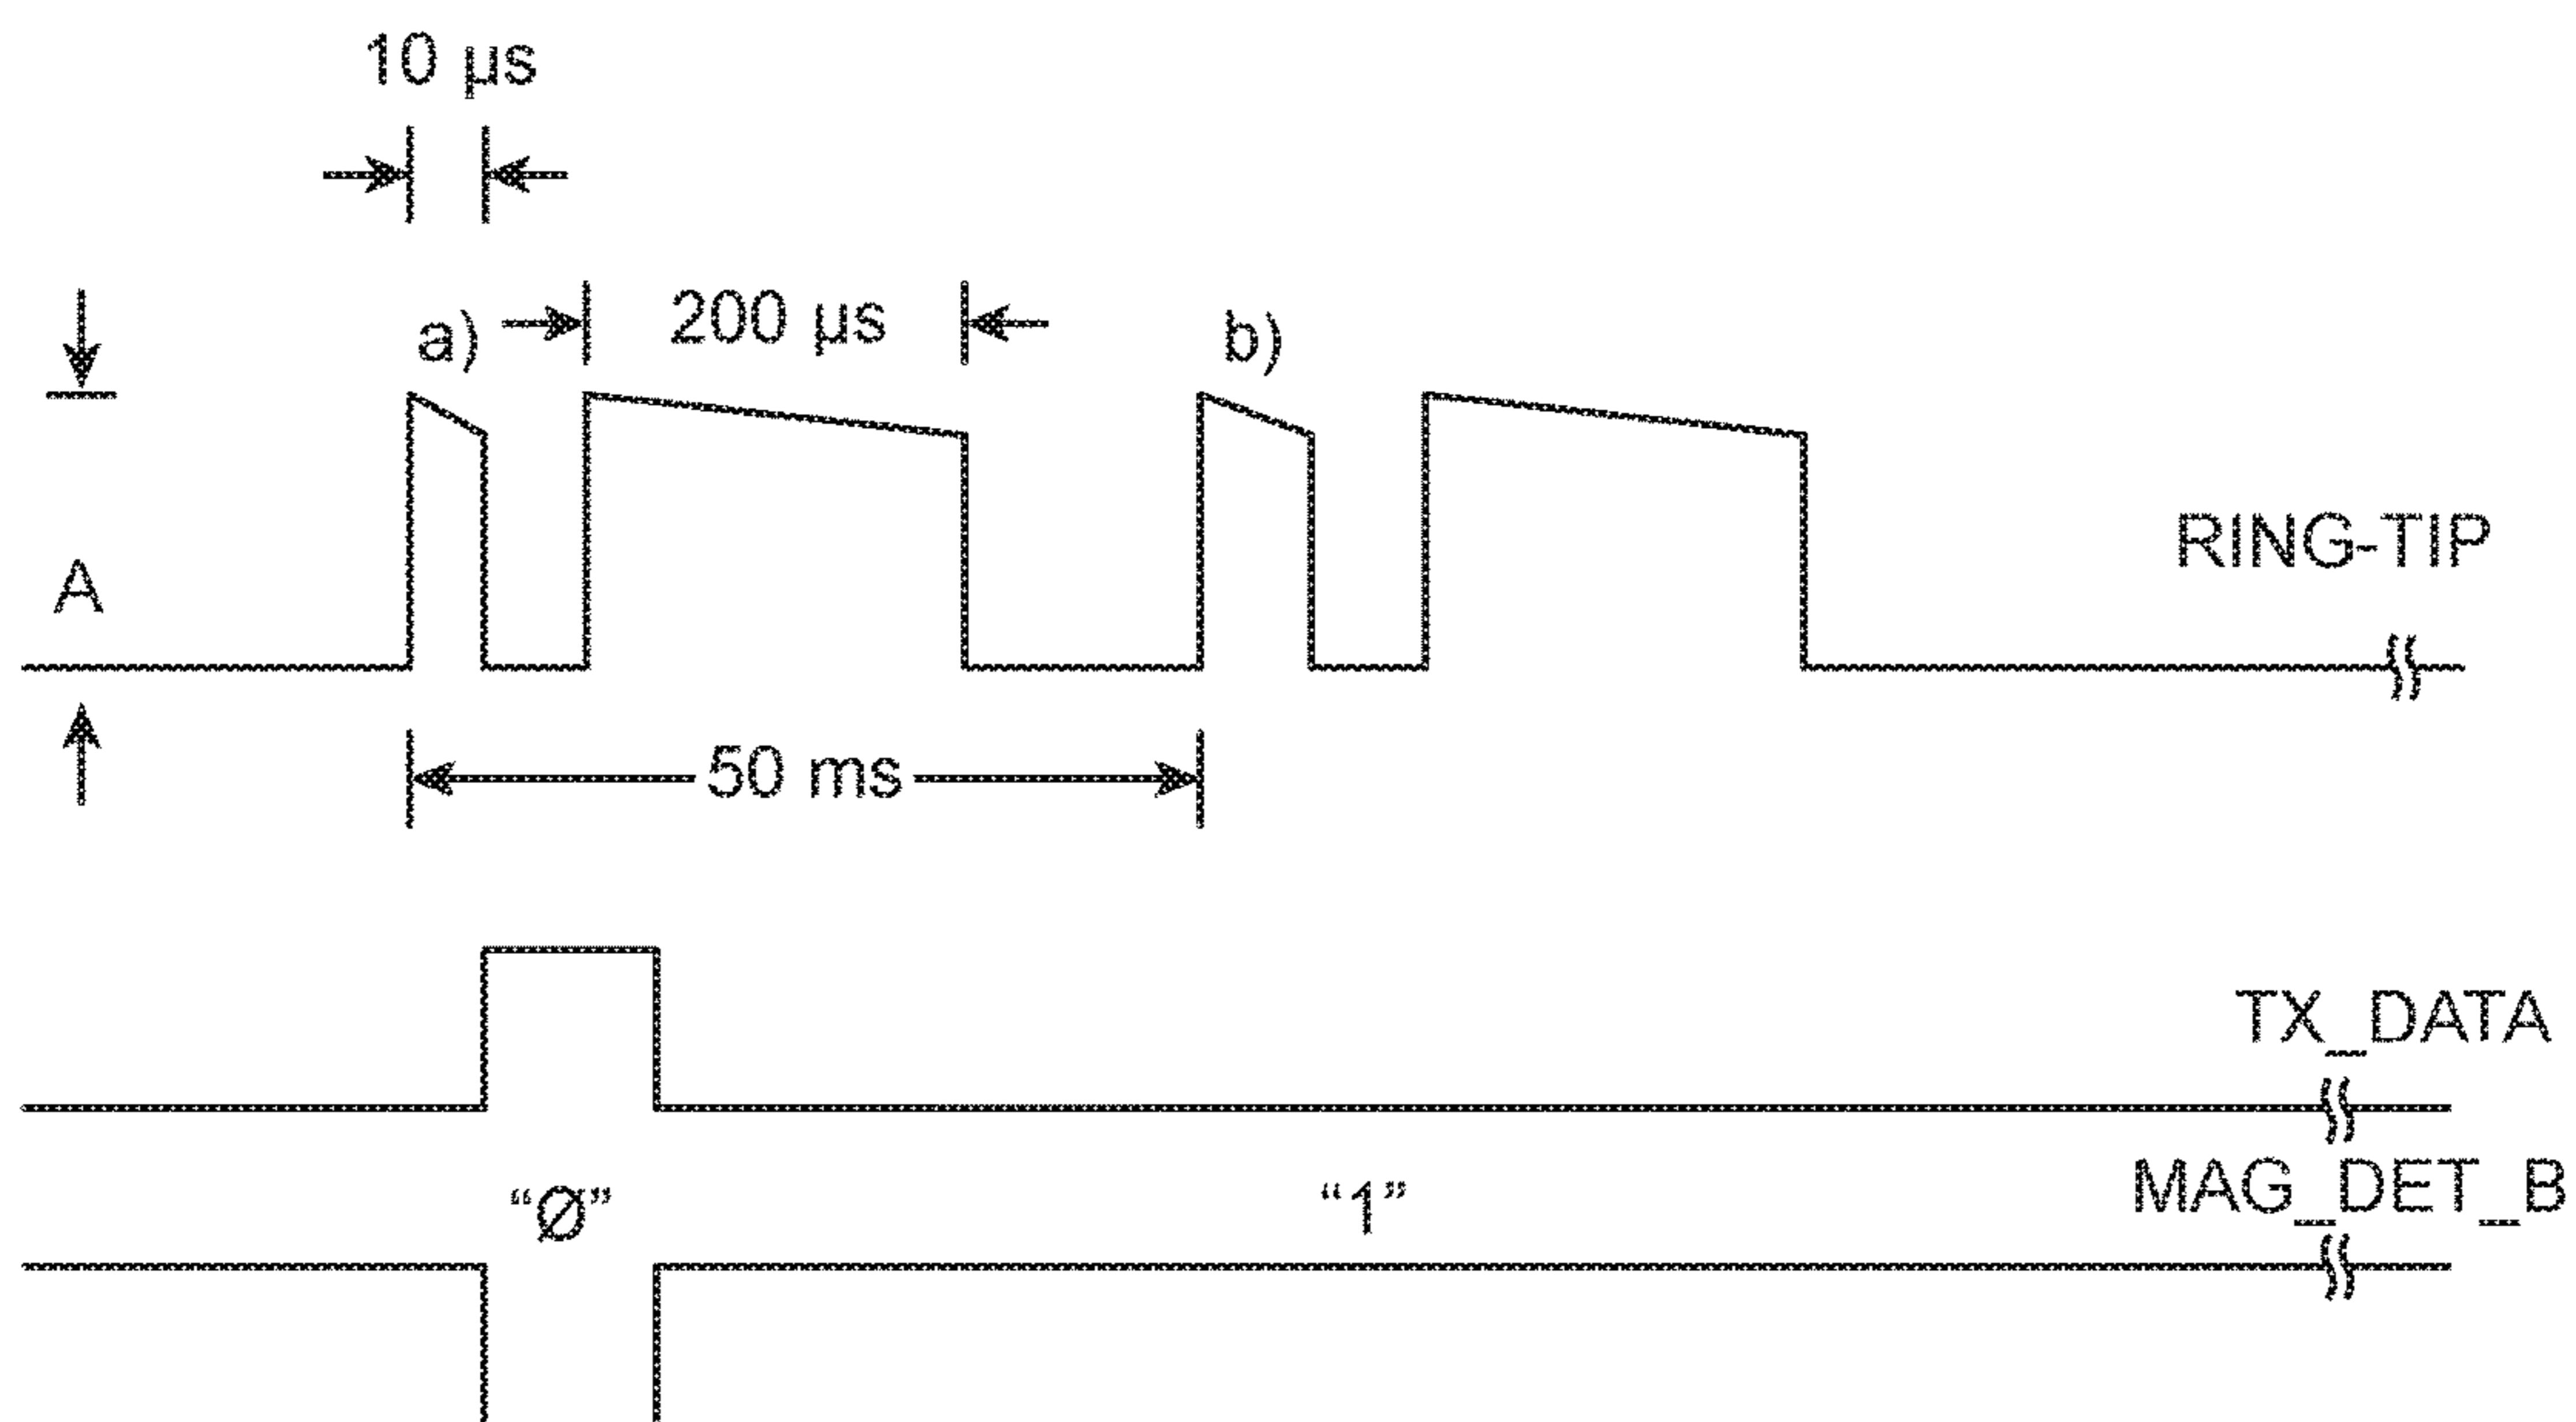 10 µs
a)
200 µs
b)
A
RING-TIP
50 ms
TX_DATA
“Ø”
“1”
MAG_DET_B